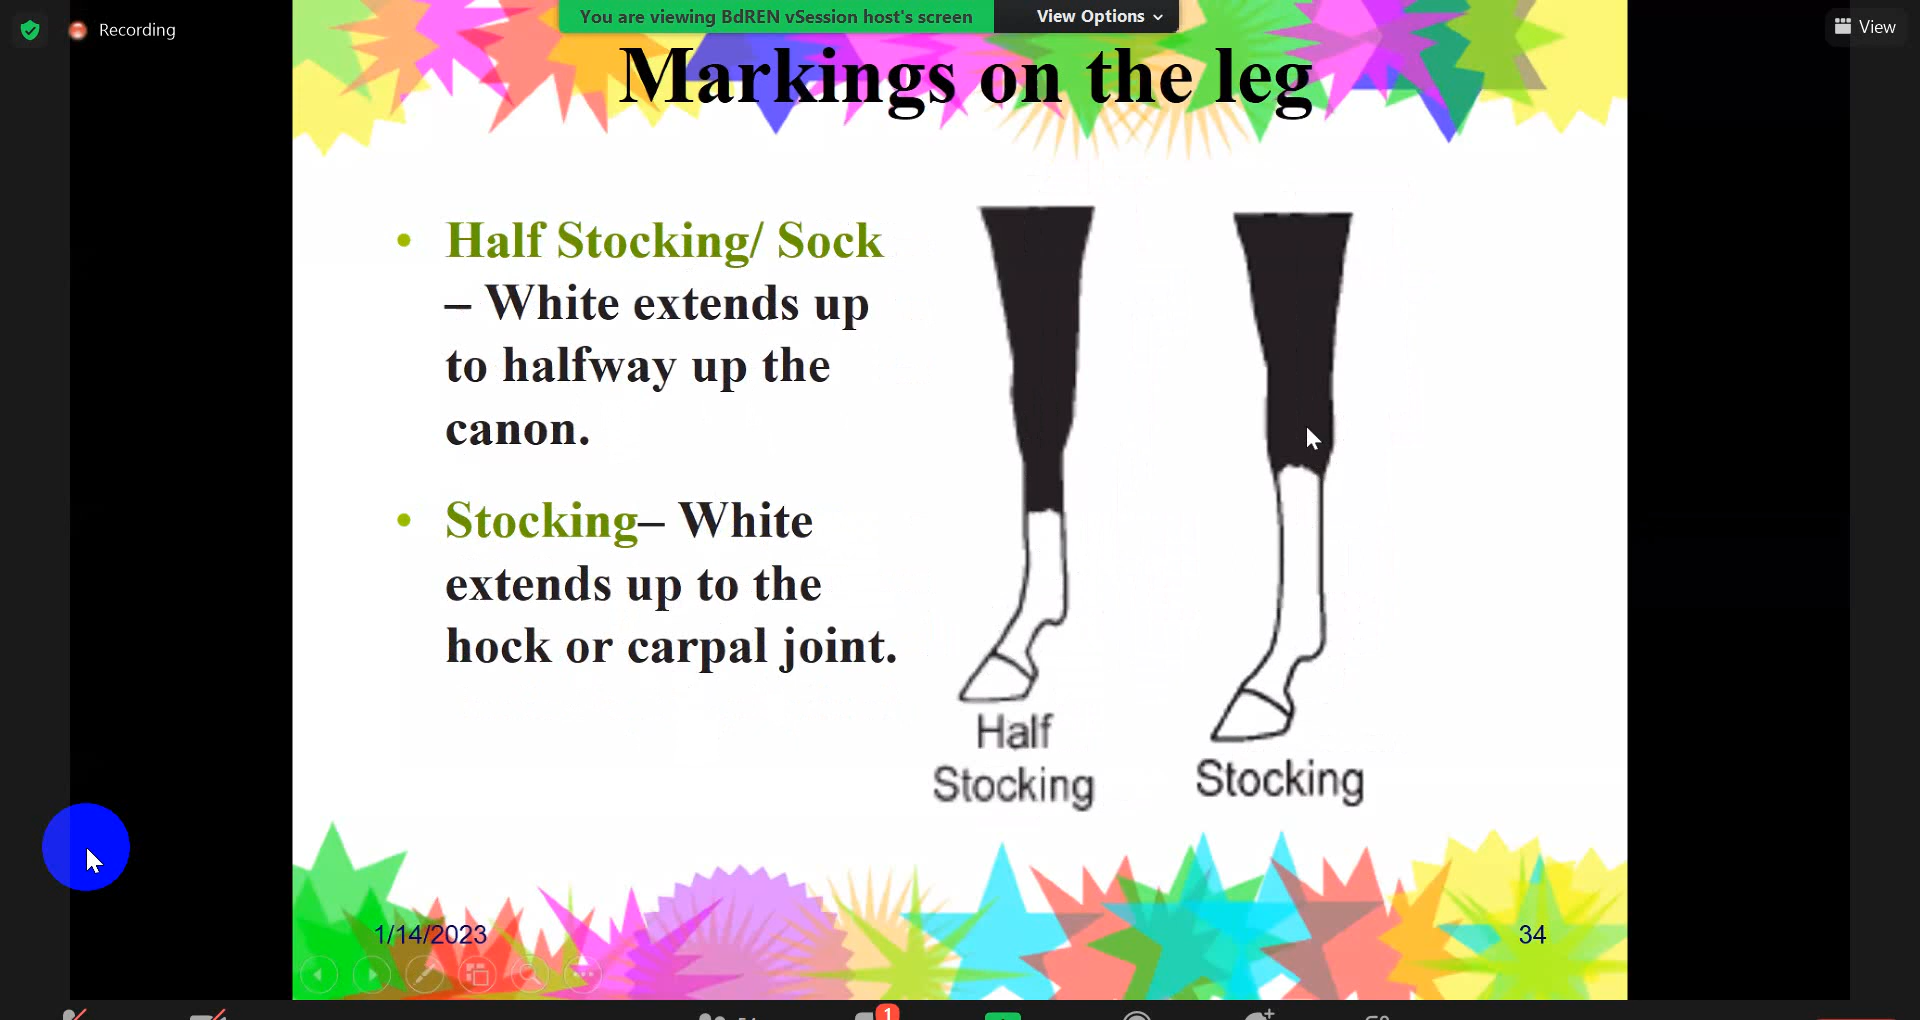 You are viewing BdREN vSession host's screen
View Options
Recording
View
Markings on the leg
• Half Stocking/ Sock
– White extends up
to halfway up the
canon.
• Stocking– White
extends up to the
hock or carpal joint.
Half
Stocking
Stocking
1/14/2023
34
1